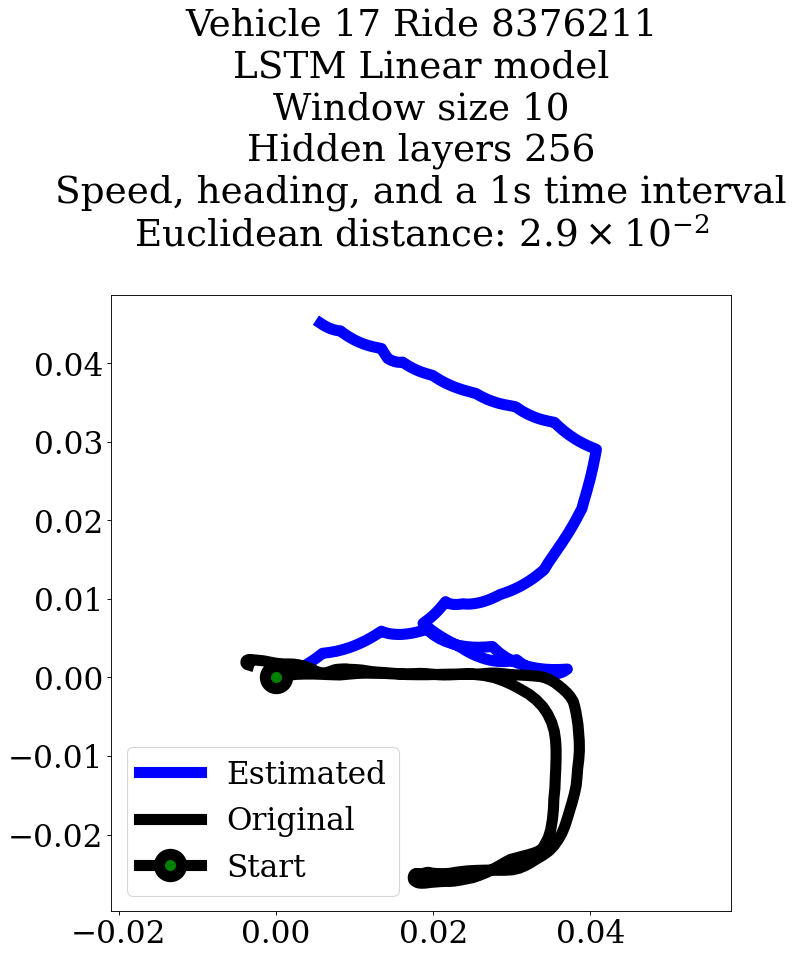 Vehicle 17 Ride 8376211
LSTM Linear model
Window size 10
Hidden layers 256
Speed, heading, and a 1s time interval
Euclidean distance: 2.9 × 10⁻²
0.04
0.03
0.02
0.01
0.00
−0.01
−0.02
Estimated
Original
Start
−0.02 0.00 0.02 0.04